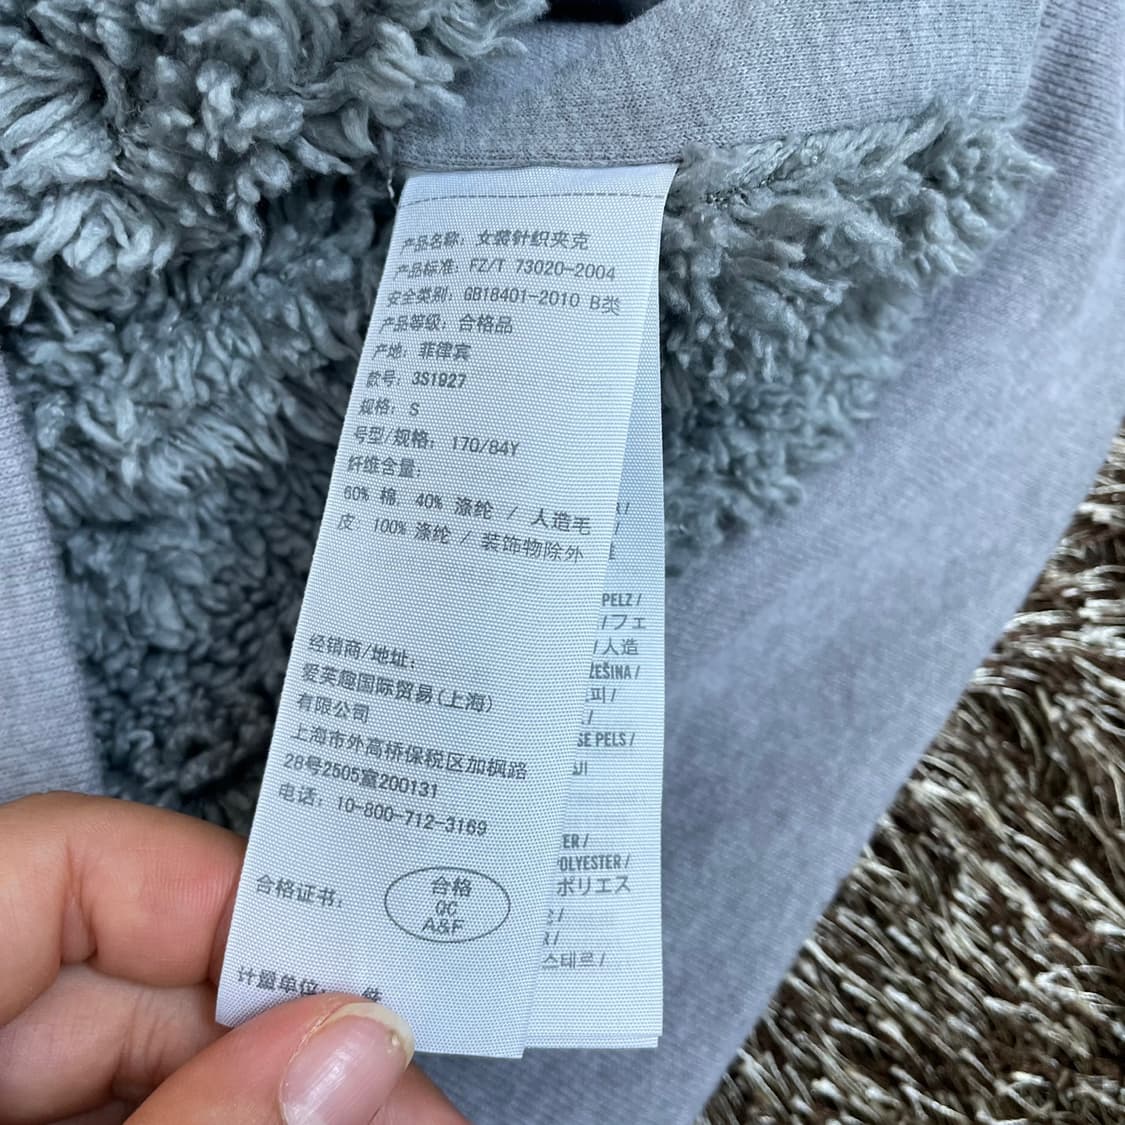 产品名称: 女装针织夹克
产品标准: FZ/T 73020-2004
安全类别: GB18401-2010 B类
产品等级: 合格品
产地: 菲律宾
款号: 3S1927
规格: S
号型/规格: 170/84Y
纤维含量:
60% 棉 40% 涤纶 / 人造毛
皮 100% 涤纶 / 装饰物除外
经销商/地址:
爱芙趣国际贸易(上海)
有限公司
上海市外高桥保税区加枫路
28号2505室200131
电话: 10-800-712-3169
合格证书:
合格
QC
A&F
计量单位: 件
PELZ /
/フェ
/人造
LEŠINA /
피 /
SE PELS /
ER /
POLYESTER /
ポリエス
스테르 /